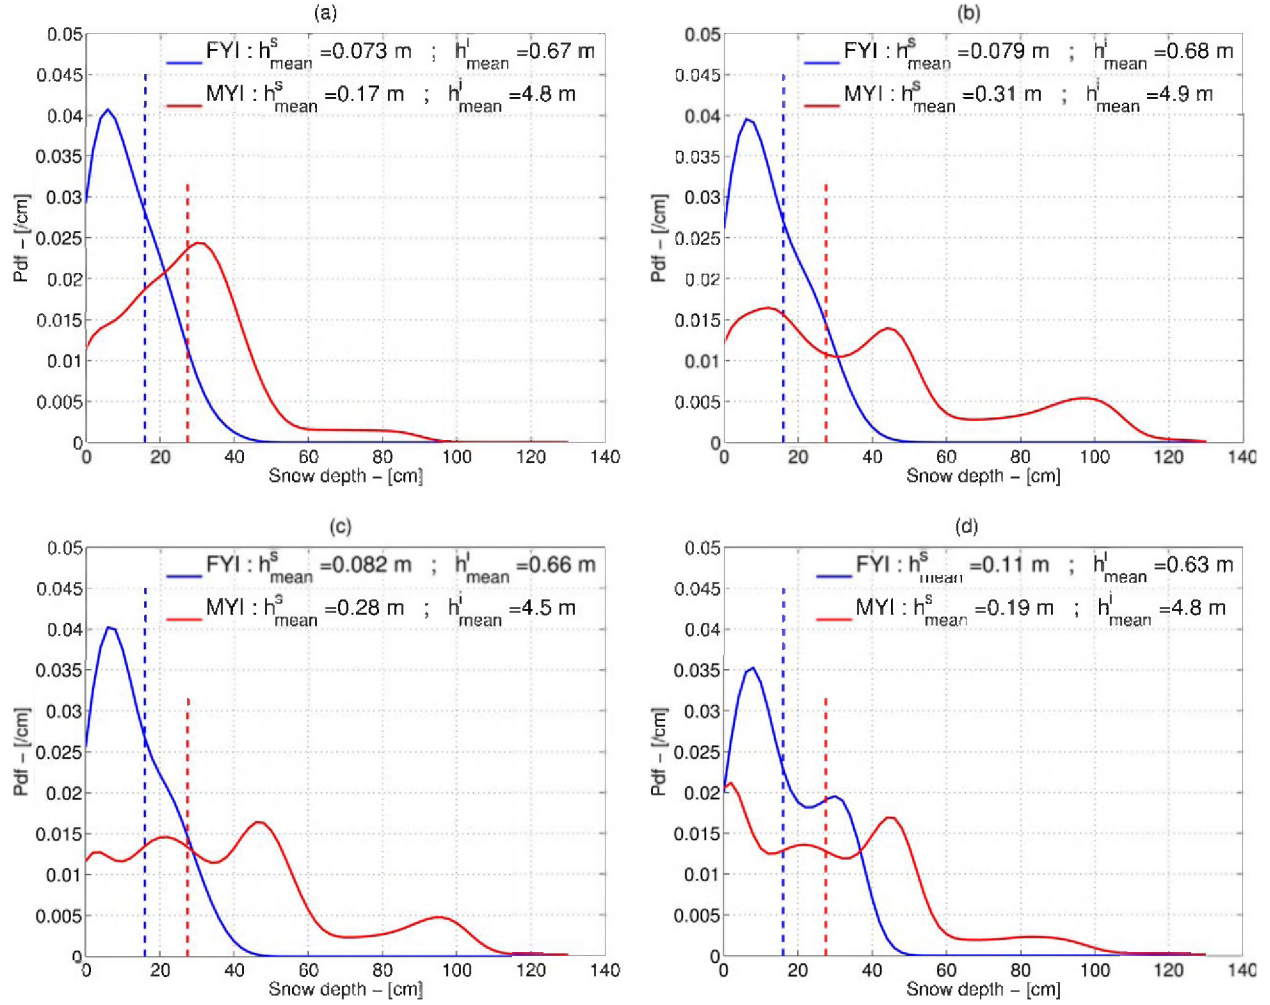 (a)
FYI : h^s_mean =0.073 m ; h^i_mean =0.67 m
MYI : h^s_mean =0.17 m ; h^i_mean =4.8 m
Pdf – [/cm]
0.05
0.045
0.04
0.035
0.03
0.025
0.02
0.015
0.01
0.005
0
0 20 40 60 80 100 120 140
Snow depth – [cm]
(b)
FYI : h^s_mean =0.079 m ; h^i_mean =0.68 m
MYI : h^s_mean =0.31 m ; h^i_mean =4.9 m
Pdf – [/cm]
0.05
0.045
0.04
0.035
0.03
0.025
0.02
0.015
0.01
0.005
0
0 20 40 60 80 100 120 140
Snow depth – [cm]
(c)
FYI : h^s_mean =0.082 m ; h^i_mean =0.66 m
MYI : h^s_mean =0.28 m ; h^i_mean =4.5 m
Pdf – [/cm]
0.05
0.045
0.04
0.035
0.03
0.025
0.02
0.015
0.01
0.005
0
0 20 40 60 80 100 120 140
Snow depth – [cm]
(d)
FYI : h^s_mean =0.11 m ; h^i_mean =0.63 m
MYI : h^s_mean =0.19 m ; h^i_mean =4.8 m
Pdf – [/cm]
0.05
0.045
0.04
0.035
0.03
0.025
0.02
0.015
0.01
0.005
0
0 20 40 60 80 100 120 140
Snow depth – [cm]